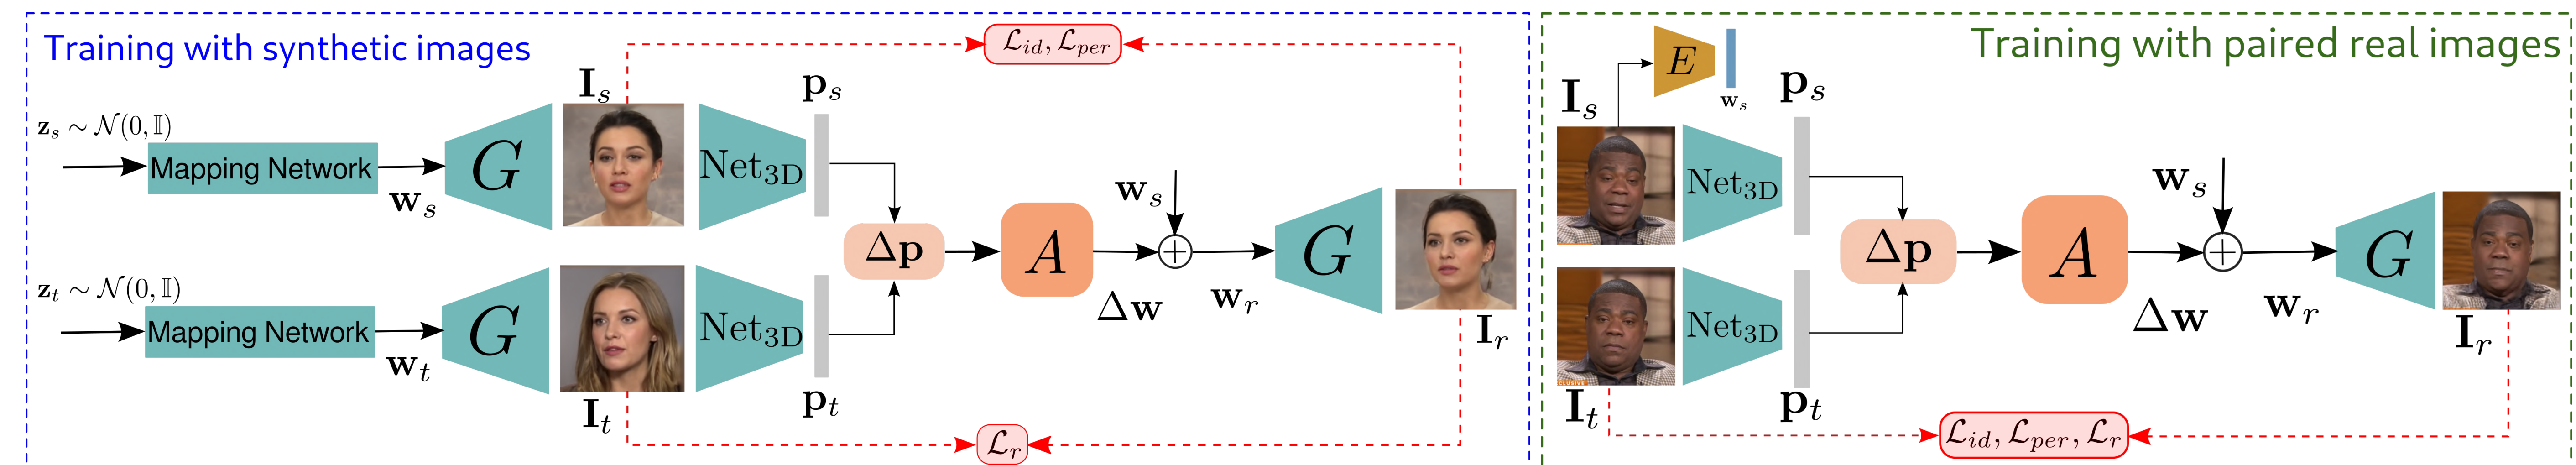 Training with synthetic images
z_s ∼ 𝒩(0, 𝕀)
Mapping Network
w_s
G
I_s
Net_3D
p_s
z_t ∼ 𝒩(0, 𝕀)
Mapping Network
w_t
G
I_t
Net_3D
p_t
Δp
A
Δw
w_s
+
w_r
G
I_r
ℒ_id, ℒ_per
ℒ_r
Training with paired real images
I_s
E
w_s
Net_3D
p_s
I_t
Net_3D
p_t
Δp
A
Δw
w_s
+
w_r
G
I_r
ℒ_id, ℒ_per, ℒ_r